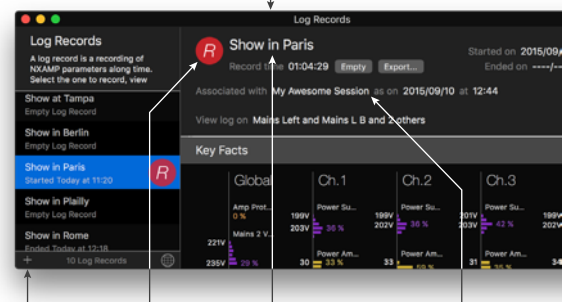 Log Records
Log Records
A log record is a recording of
NXAMP parameters along time.
Select the one to record, view
Show at Tampa
Empty Log Record
Show in Berlin
Empty Log Record
Show in Paris
Started Today at 11:20
R
Show in Plailly
Empty Log Record
Show in Rome
Ended Today at 12:18
+ 10 Log Records
R
Show in Paris
Started on 2015/09/
Record time 01:04:29 Empty Export...
Ended on ----/--
Associated with My Awesome Session as on 2015/09/10 at 12:44
View log on Mains Left and Mains L B and 2 others
Key Facts
Global Ch.1 Ch.2 Ch.3
Amp Prot... Power Su... Power Su... Power Su...
0 % 199V 199V 201V 199V
203V 36 % 202V 36 % 203V 42 % 202V
Mains 2 V...
221V
Power Am... Power Am... Power Am...
235V 29 % 30 33 % 33 59 % 31 35 % 34